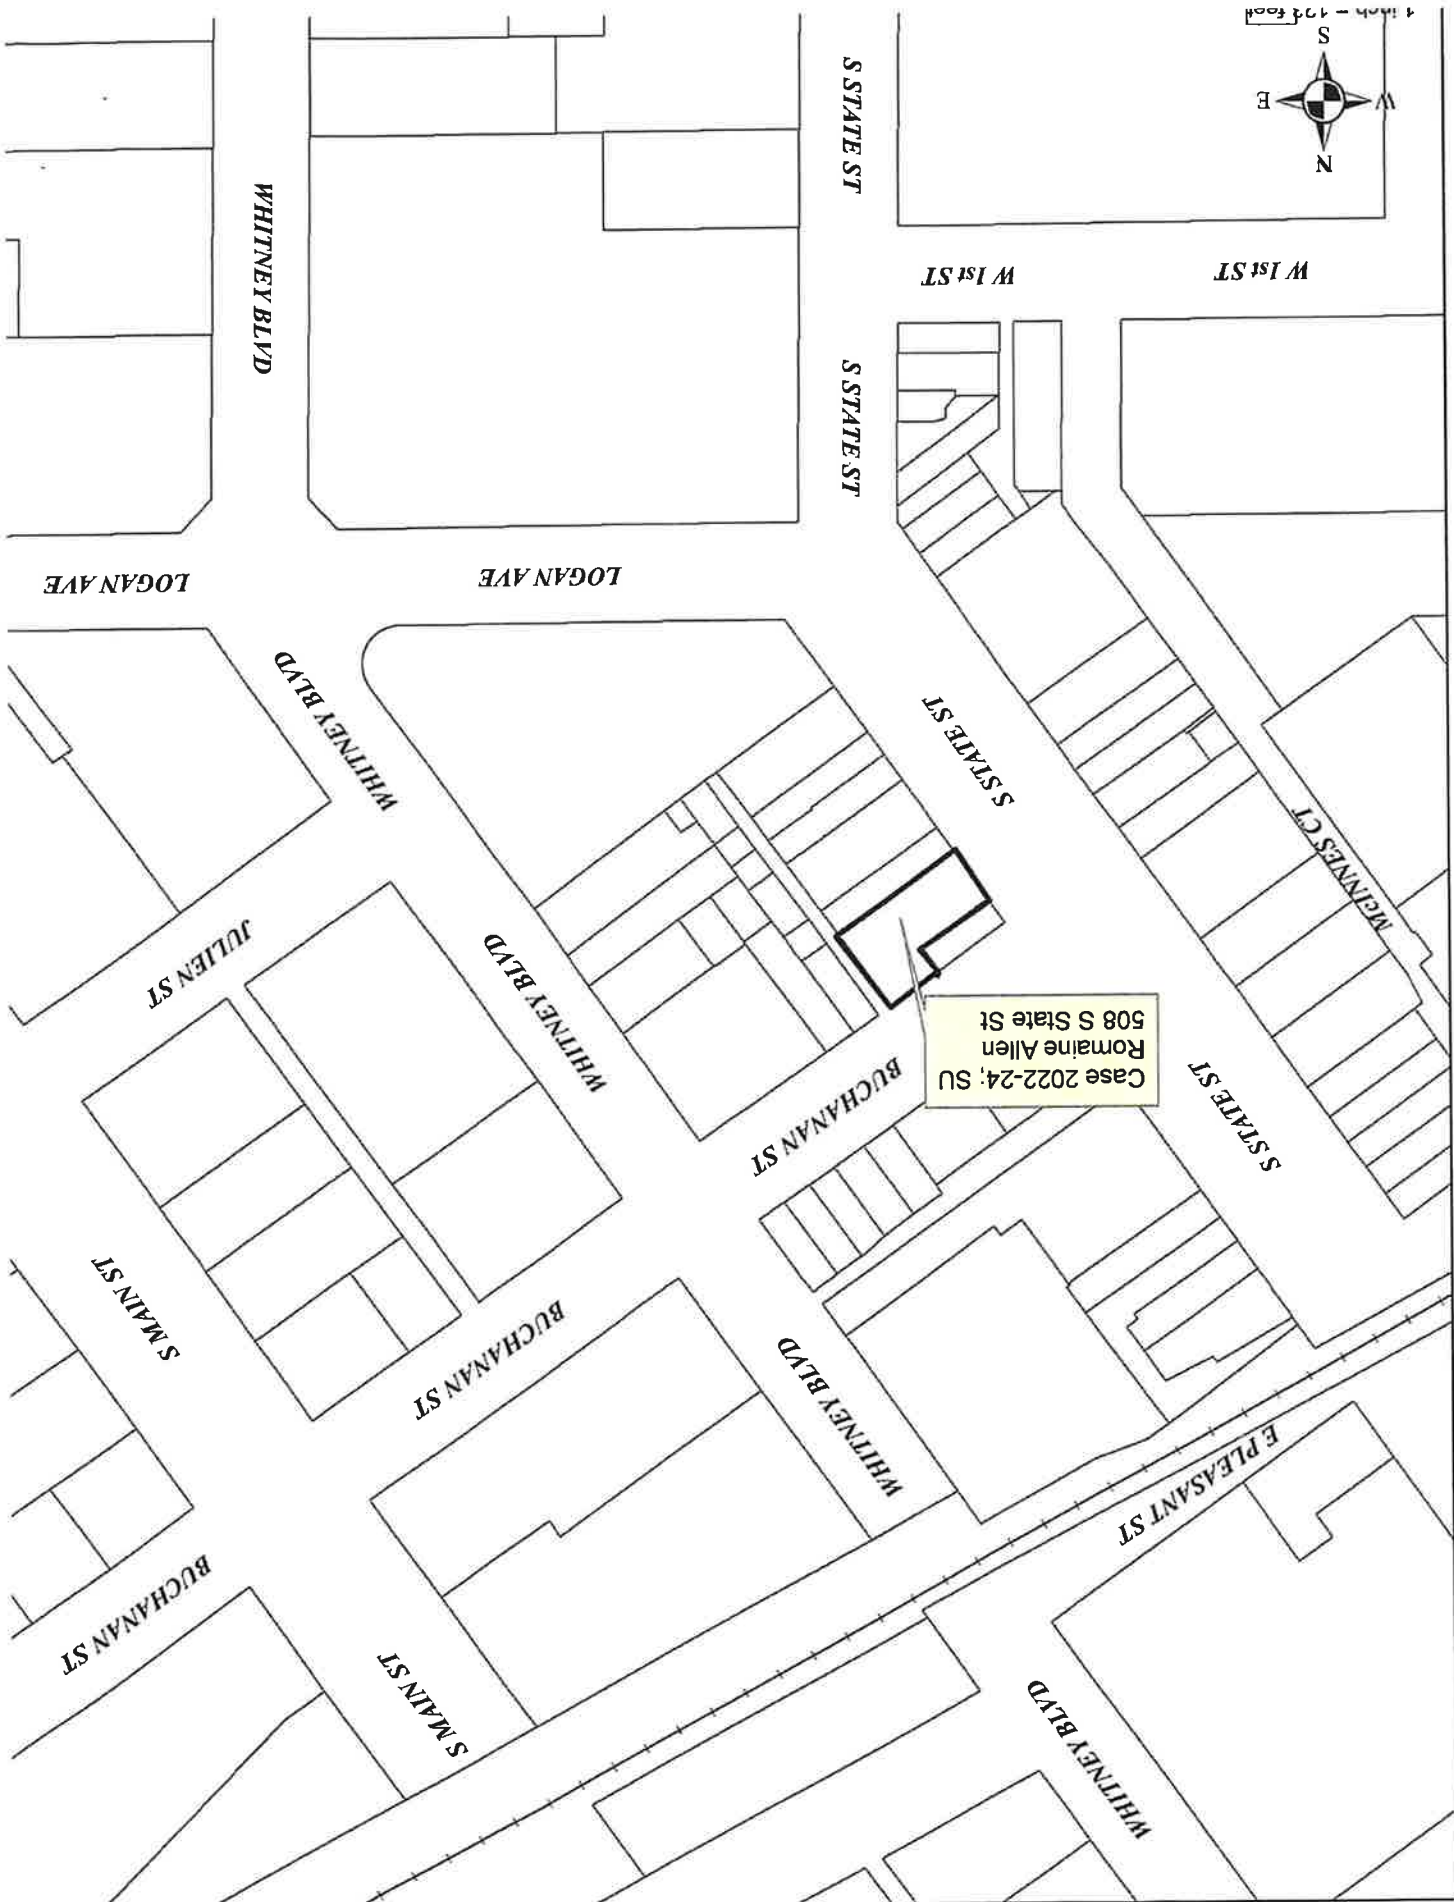 WHITNEY BLVD
S MAIN ST
BUCHANAN ST
E PLEASANT ST
WHITNEY BLVD
BUCHANAN ST
S MAIN ST
S STATE ST
BUCHANAN ST
Case 2022-24; SU
Romaine Allen
508 S State St
WHITNEY BLVD
JULIEN ST
McINNES CT
S STATE ST
WHITNEY BLVD
LOGAN AVE
LOGAN AVE
S STATE ST
WHITNEY BLVD
W 1st ST
W 1st ST
N
S STATE ST
W E
S